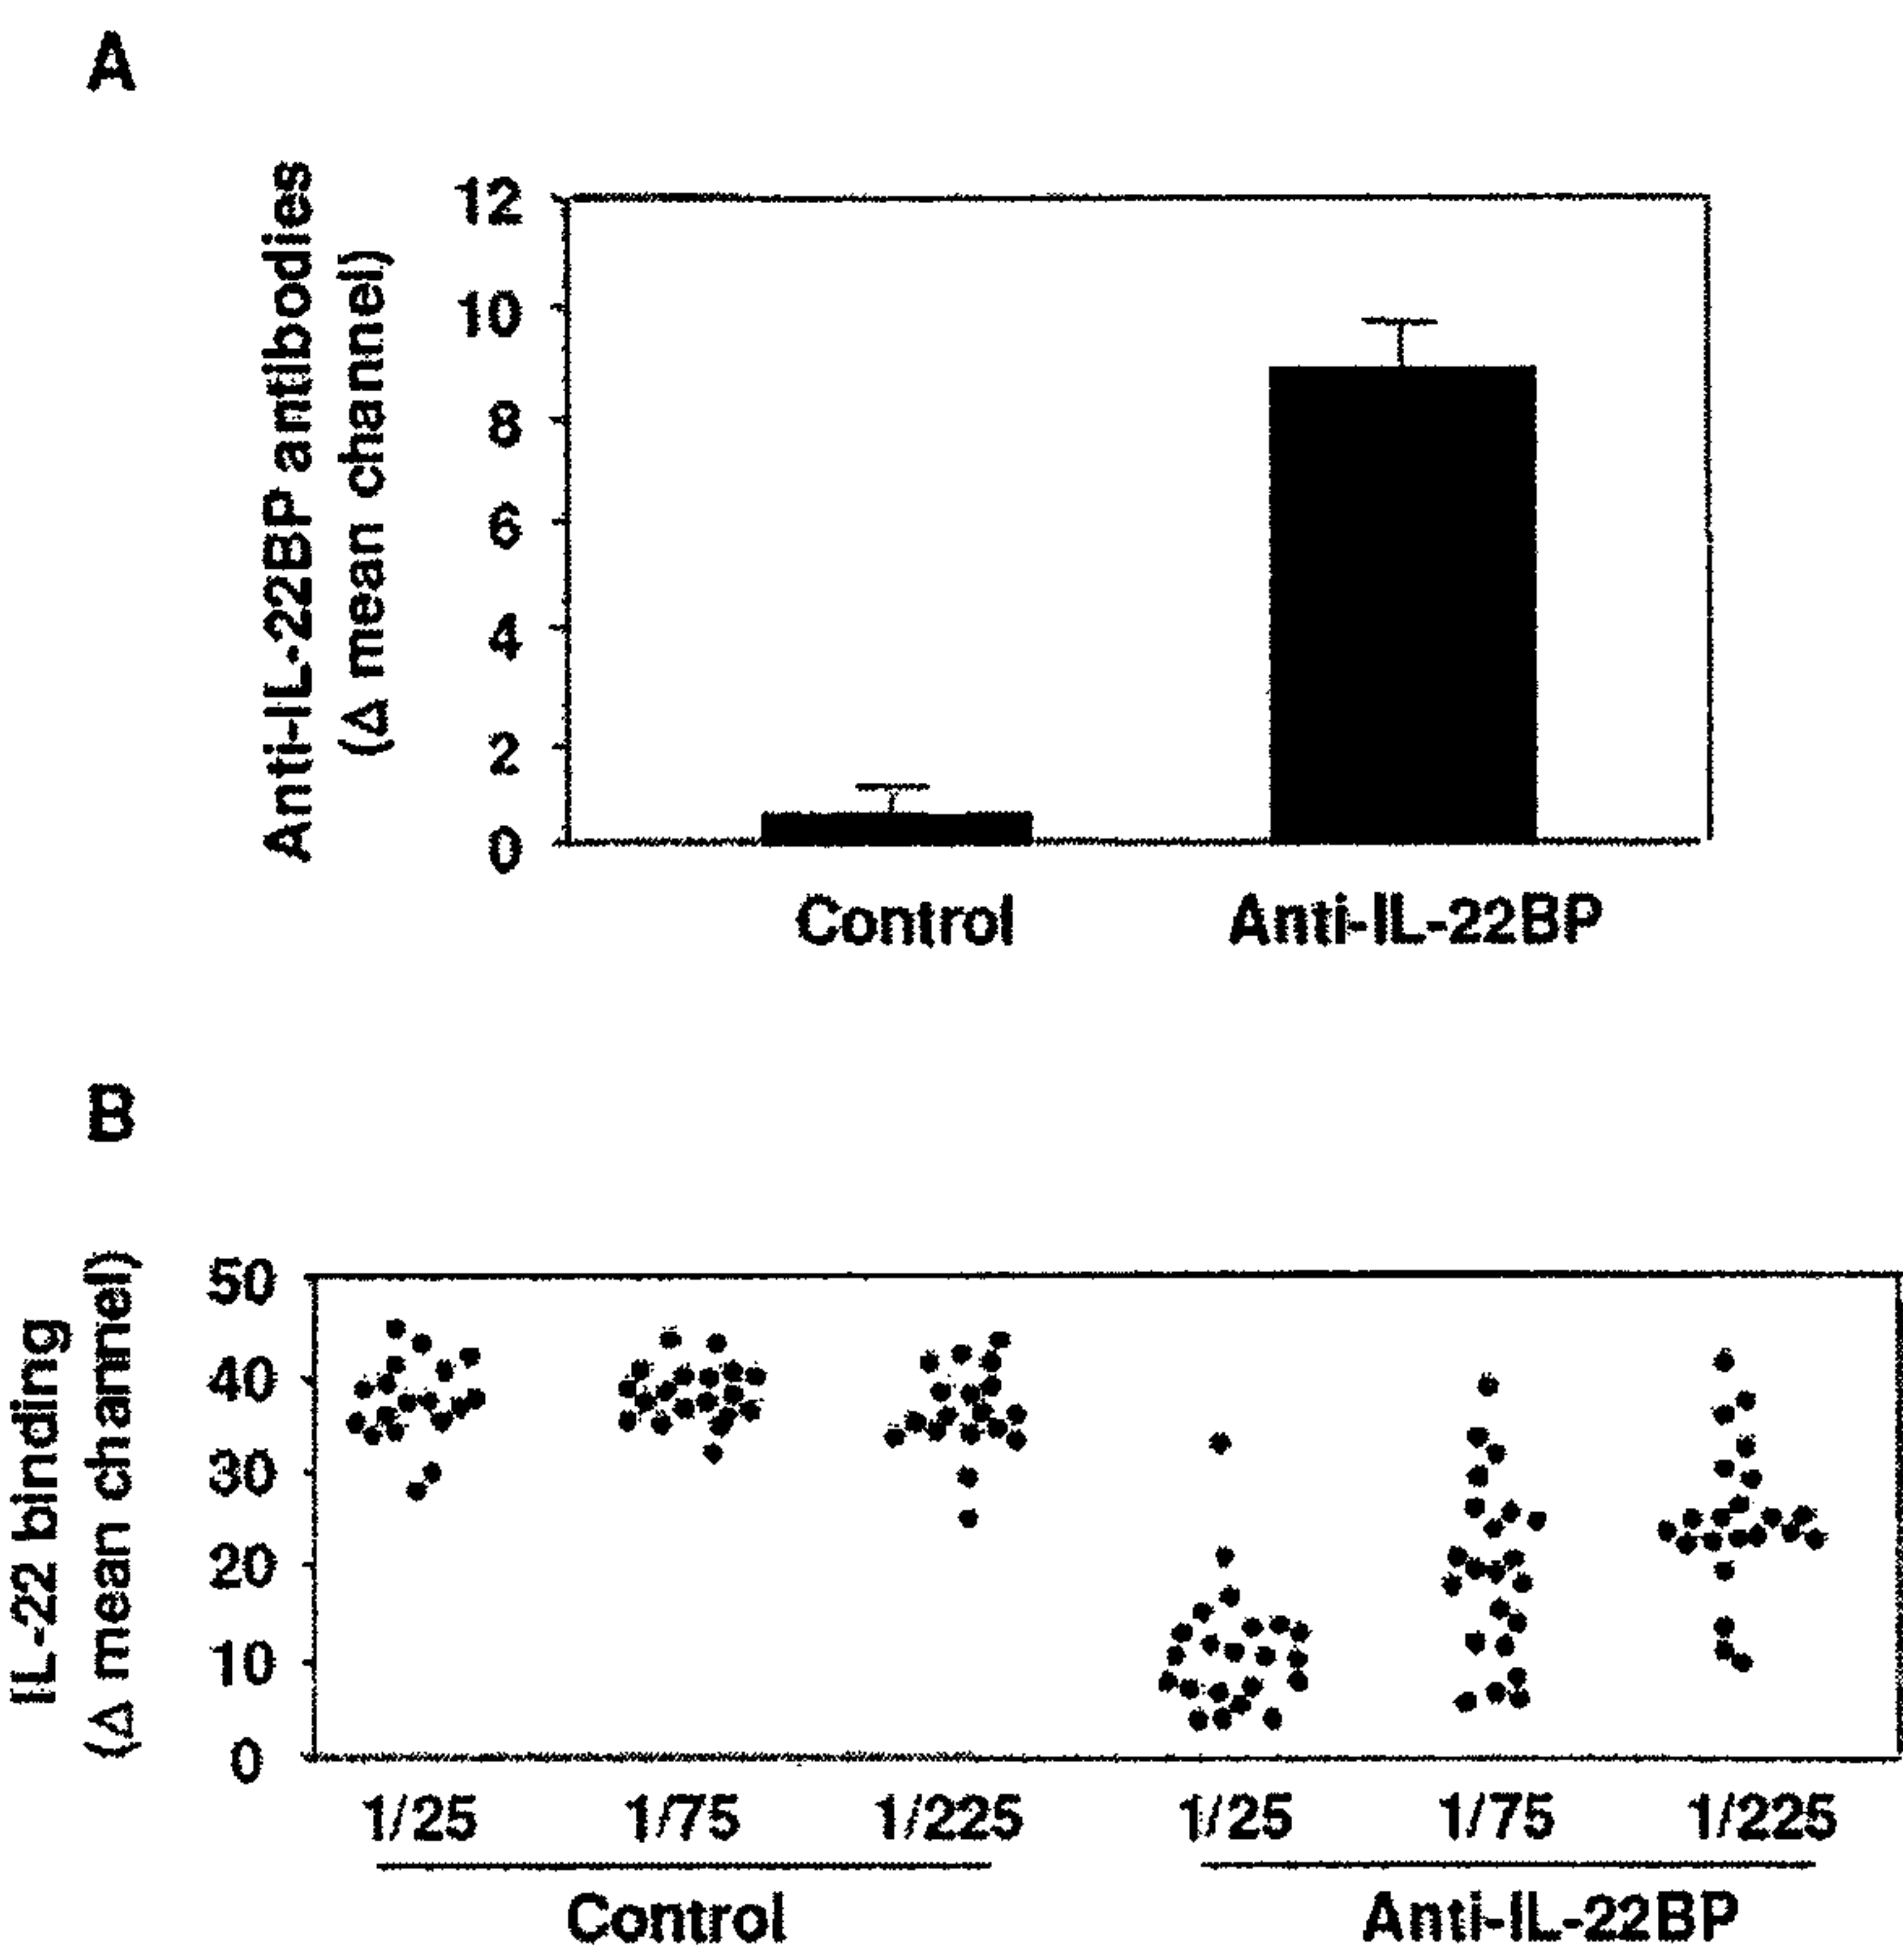 A
Anti-IL-22BP antibodies
(Δ mean channel)
12
10
8
6
4
2
0
Control Anti-IL-22BP
B
IL-22 binding
(Δ mean channel)
50
40
30
20
10
0
1/25 1/75 1/225 1/25 1/75 1/225
Control Anti-IL-22BP